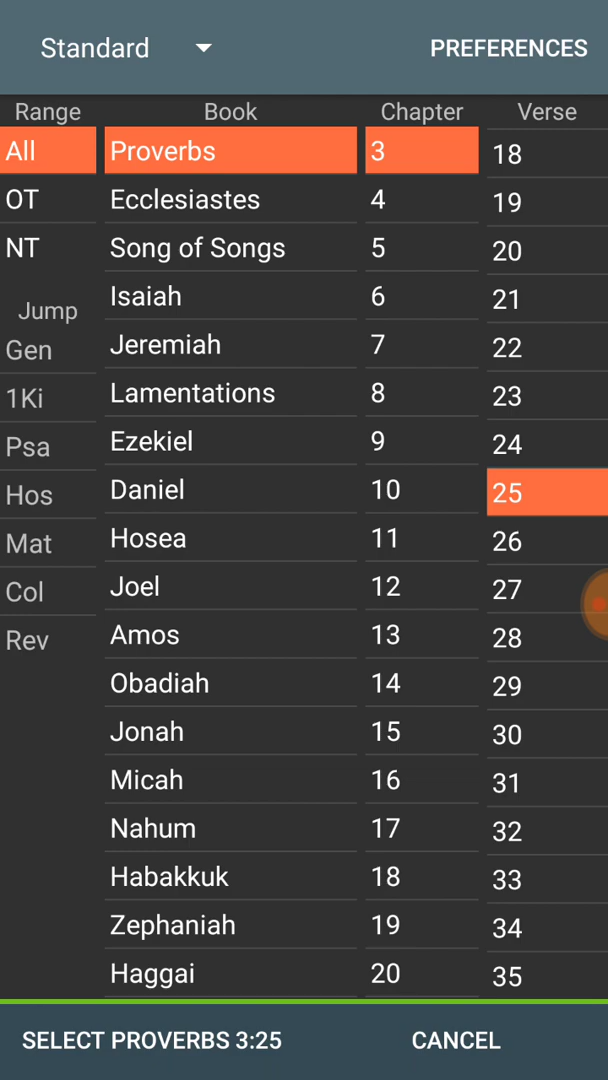 Standard PREFERENCES
Range Book Chapter Verse
All Proverbs 3 18
OT Ecclesiastes 4 19
NT Song of Songs 5 20
Isaiah 6 21
Jump
Gen Jeremiah 7 22
1Ki Lamentations 8 23
Psa Ezekiel 9 24
Hos Daniel 10 25
Mat Hosea 11 26
Col Joel 12 27
Rev Amos 13 28
Obadiah 14 29
Jonah 15 30
Micah 16 31
Nahum 17 32
Habakkuk 18 33
Zephaniah 19 34
Haggai 20 35
SELECT PROVERBS 3:25 CANCEL